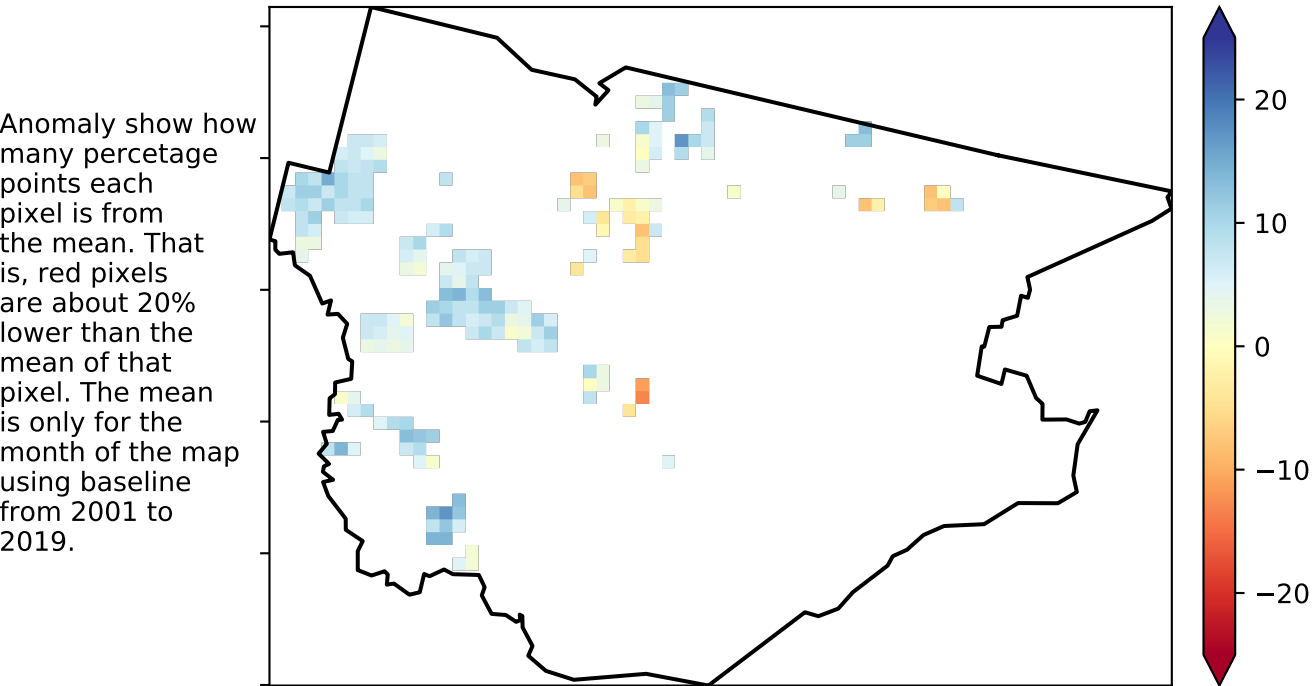 Anomaly show how
many percetage
points each
pixel is from
the mean. That
is, red pixels
are about 20%
lower than the
mean of that
pixel. The mean
is only for the
month of the map
using baseline
from 2001 to
2019.
20
10
0
−10
−20